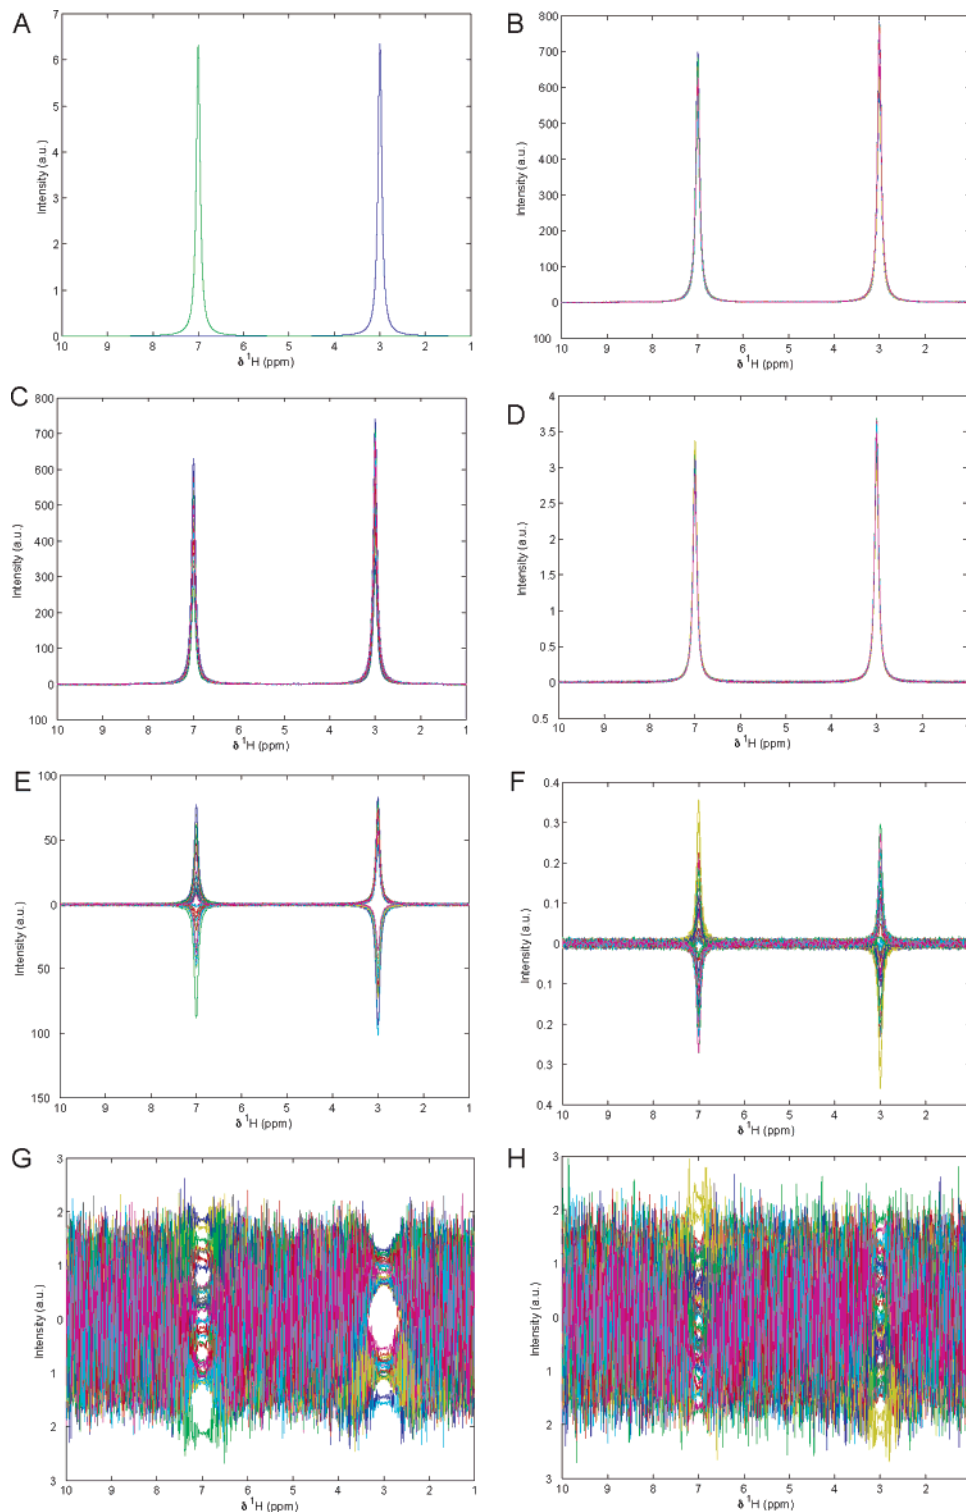 A
7
6
5
4
3
2
1
0
Intensity (a.u.)
10 9 8 7 6 5 4 3 2 1
δ ¹H (ppm)
B
800
700
600
500
400
300
200
100
0
100
Intensity (a.u.)
10 9 8 7 6 5 4 3 2
δ ¹H (ppm)
C
800
700
600
500
400
300
200
100
0
100
Intensity (a.u.)
10 9 8 7 6 5 4 3 2 1
δ ¹H (ppm)
D
4
3.5
3
2.5
2
1.5
1
0.5
0
0.5
Intensity (a.u.)
10 9 8 7 6 5 4 3 2
δ ¹H (ppm)
E
100
50
0
50
100
150
Intensity (a.u.)
10 9 8 7 6 5 4 3 2 1
δ ¹H (ppm)
F
0.4
0.3
0.2
0.1
0
0.1
0.2
0.3
0.4
Intensity (a.u.)
10 9 8 7 6 5 4 3 2
δ ¹H (ppm)
G
3
2
1
0
1
2
3
Intensity (a.u.)
10 9 8 7 6 5 4 3 2 1
δ ¹H (ppm)
H
3
2
1
0
1
2
3
Intensity (a.u.)
10 9 8 7 6 5 4 3 2
δ ¹H (ppm)